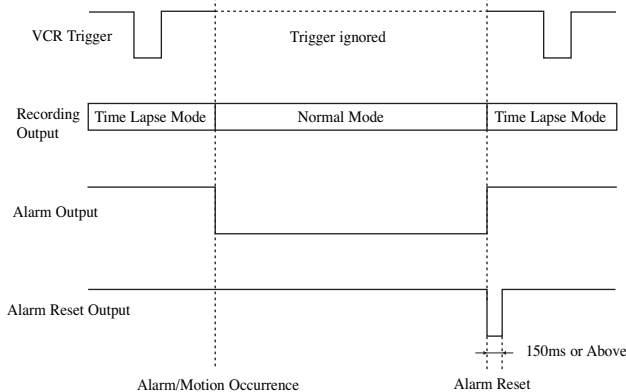 VCR Trigger
Trigger ignored
Recording
Output
Time Lapse Mode
Normal Mode
Time Lapse Mode
Alarm Output
Alarm Reset Output
150ms or Above
Alarm/Motion Occurrence
Alarm Reset